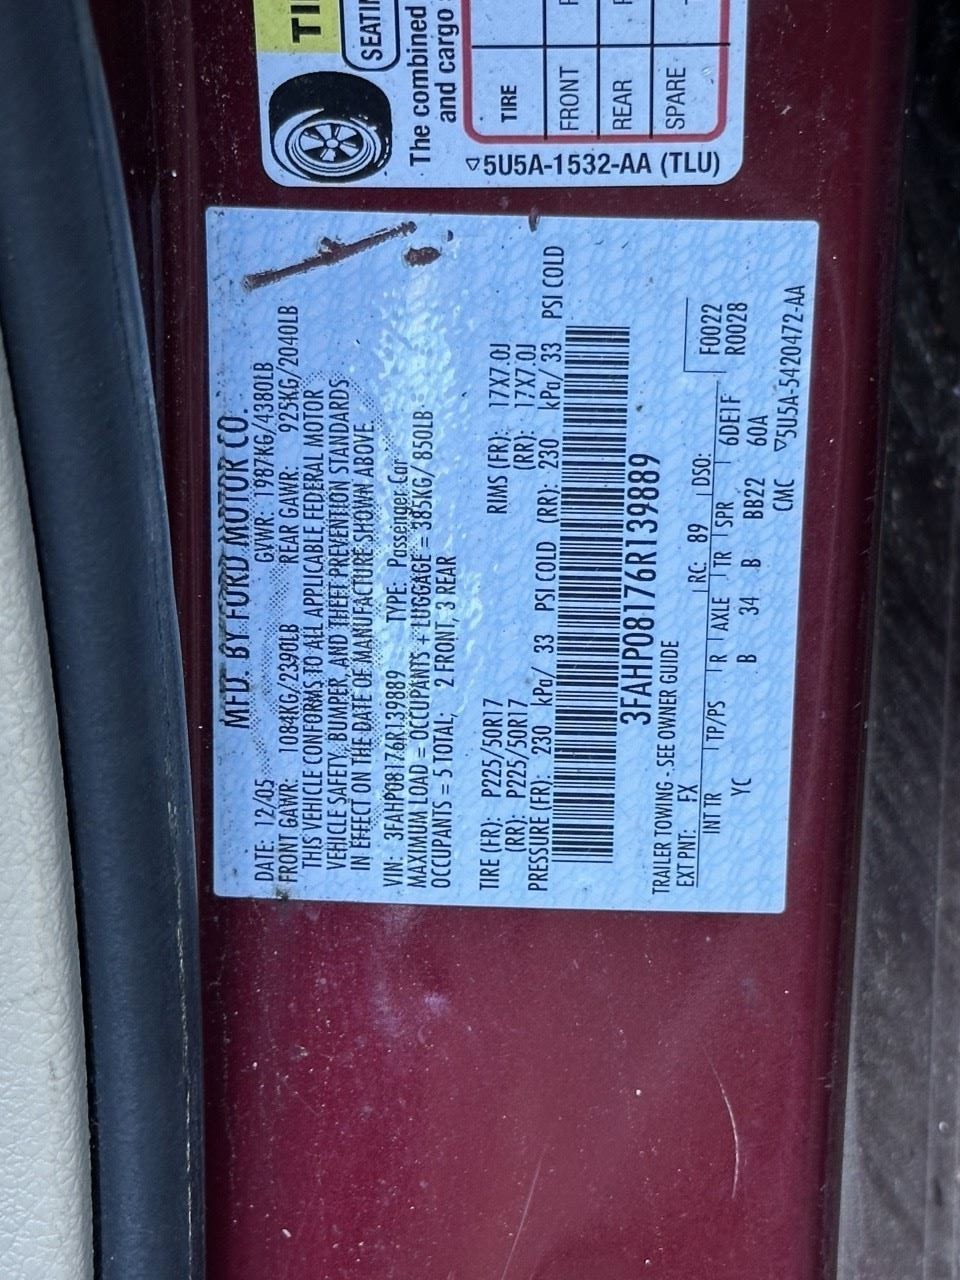 TI
SEATIN
The combined
and cargo
TIRE
FRONT
REAR
SPARE
5U5A-1532-AA (TLU)
MFD. BY FORD MOTOR CO.
DATE: 12/05 GVWR: 1987KG/4380LB
FRONT GAWR: 1084KG/2390LB REAR GAWR: 925KG/2040LB
THIS VEHICLE CONFORMS TO ALL APPLICABLE FEDERAL MOTOR
VEHICLE SAFETY, BUMPER, AND THEFT PREVENTION STANDARDS
IN EFFECT ON THE DATE OF MANUFACTURE SHOWN ABOVE.
VIN: 3FAHP08176R139889 TYPE: Passenger Car
MAXIMUM LOAD = OCCUPANTS + LUGGAGE = 385KG/ 850LB
OCCUPANTS = 5 TOTAL, 2 FRONT, 3 REAR
TIRE (FR): P225/50R17 RIMS (FR): 17X7.0J
(RR): P225/50R17 (RR): 17X7.0J
PRESSURE (FR): 230 kPa/ 33 PSI COLD (RR): 230 kPa/ 33 PSI COLD
3FAHP08176R139889
TRAILER TOWING - SEE OWNER GUIDE
EXT PNT: FX RC: 89 DSO: F0022
INT TR TP/PS R AXLE TR SPR 6DE1F R0028
YC B 34 B BB22 60A
CMC 5U5A-5420472-AA